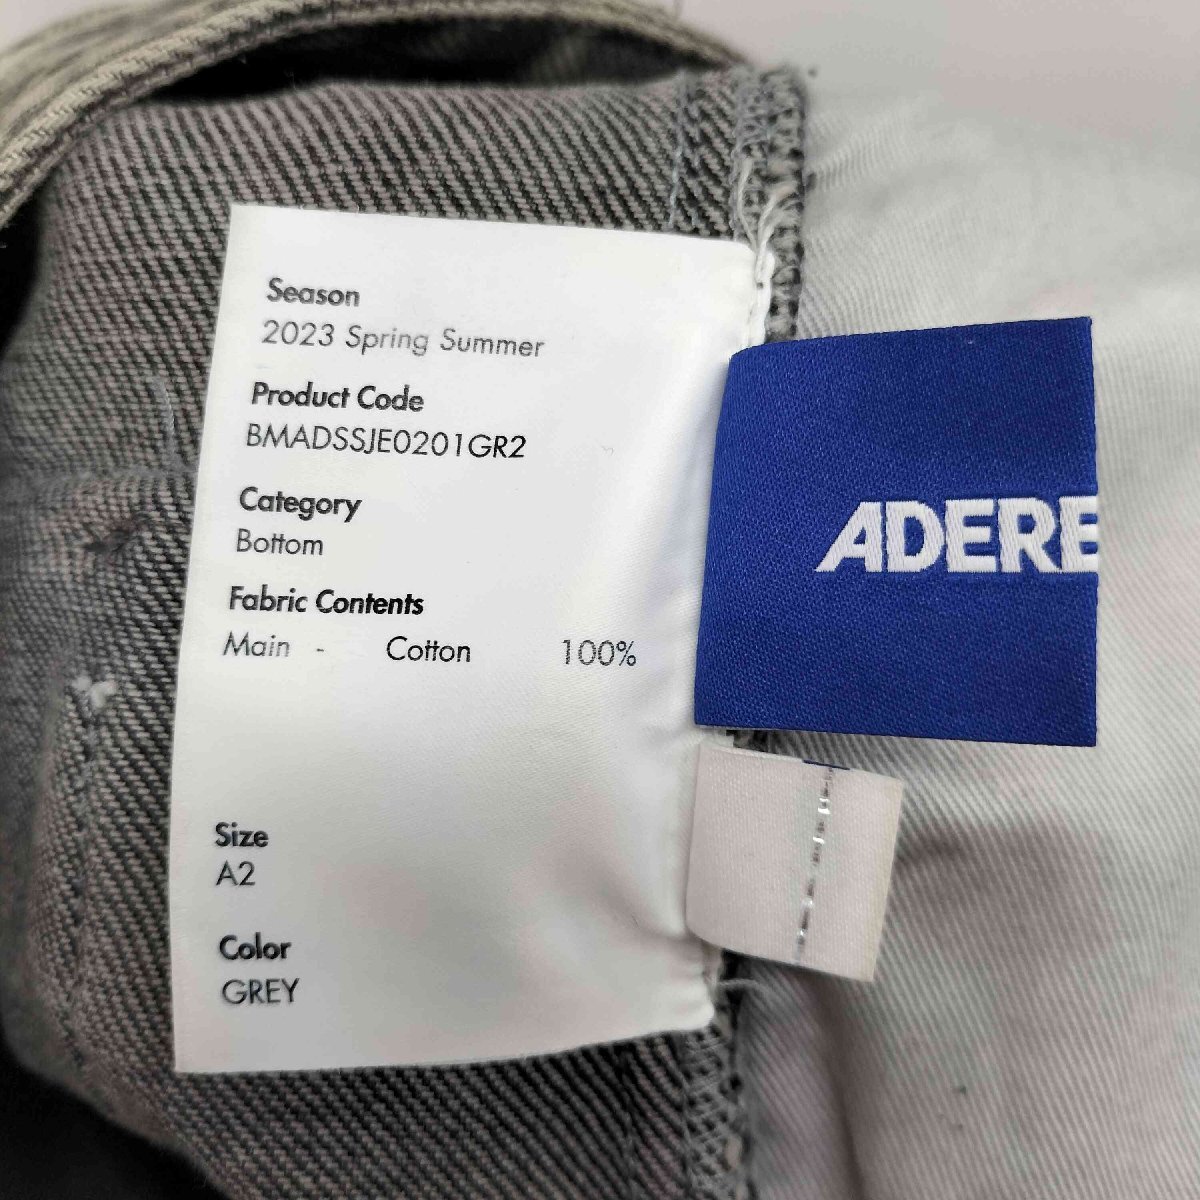 Season
2023 Spring Summer
Product Code
BMADSSJE0201GR2
Category
Bottom
Fabric Contents
Main - Cotton 100%
Size
A2
Color
GREY
ADERE